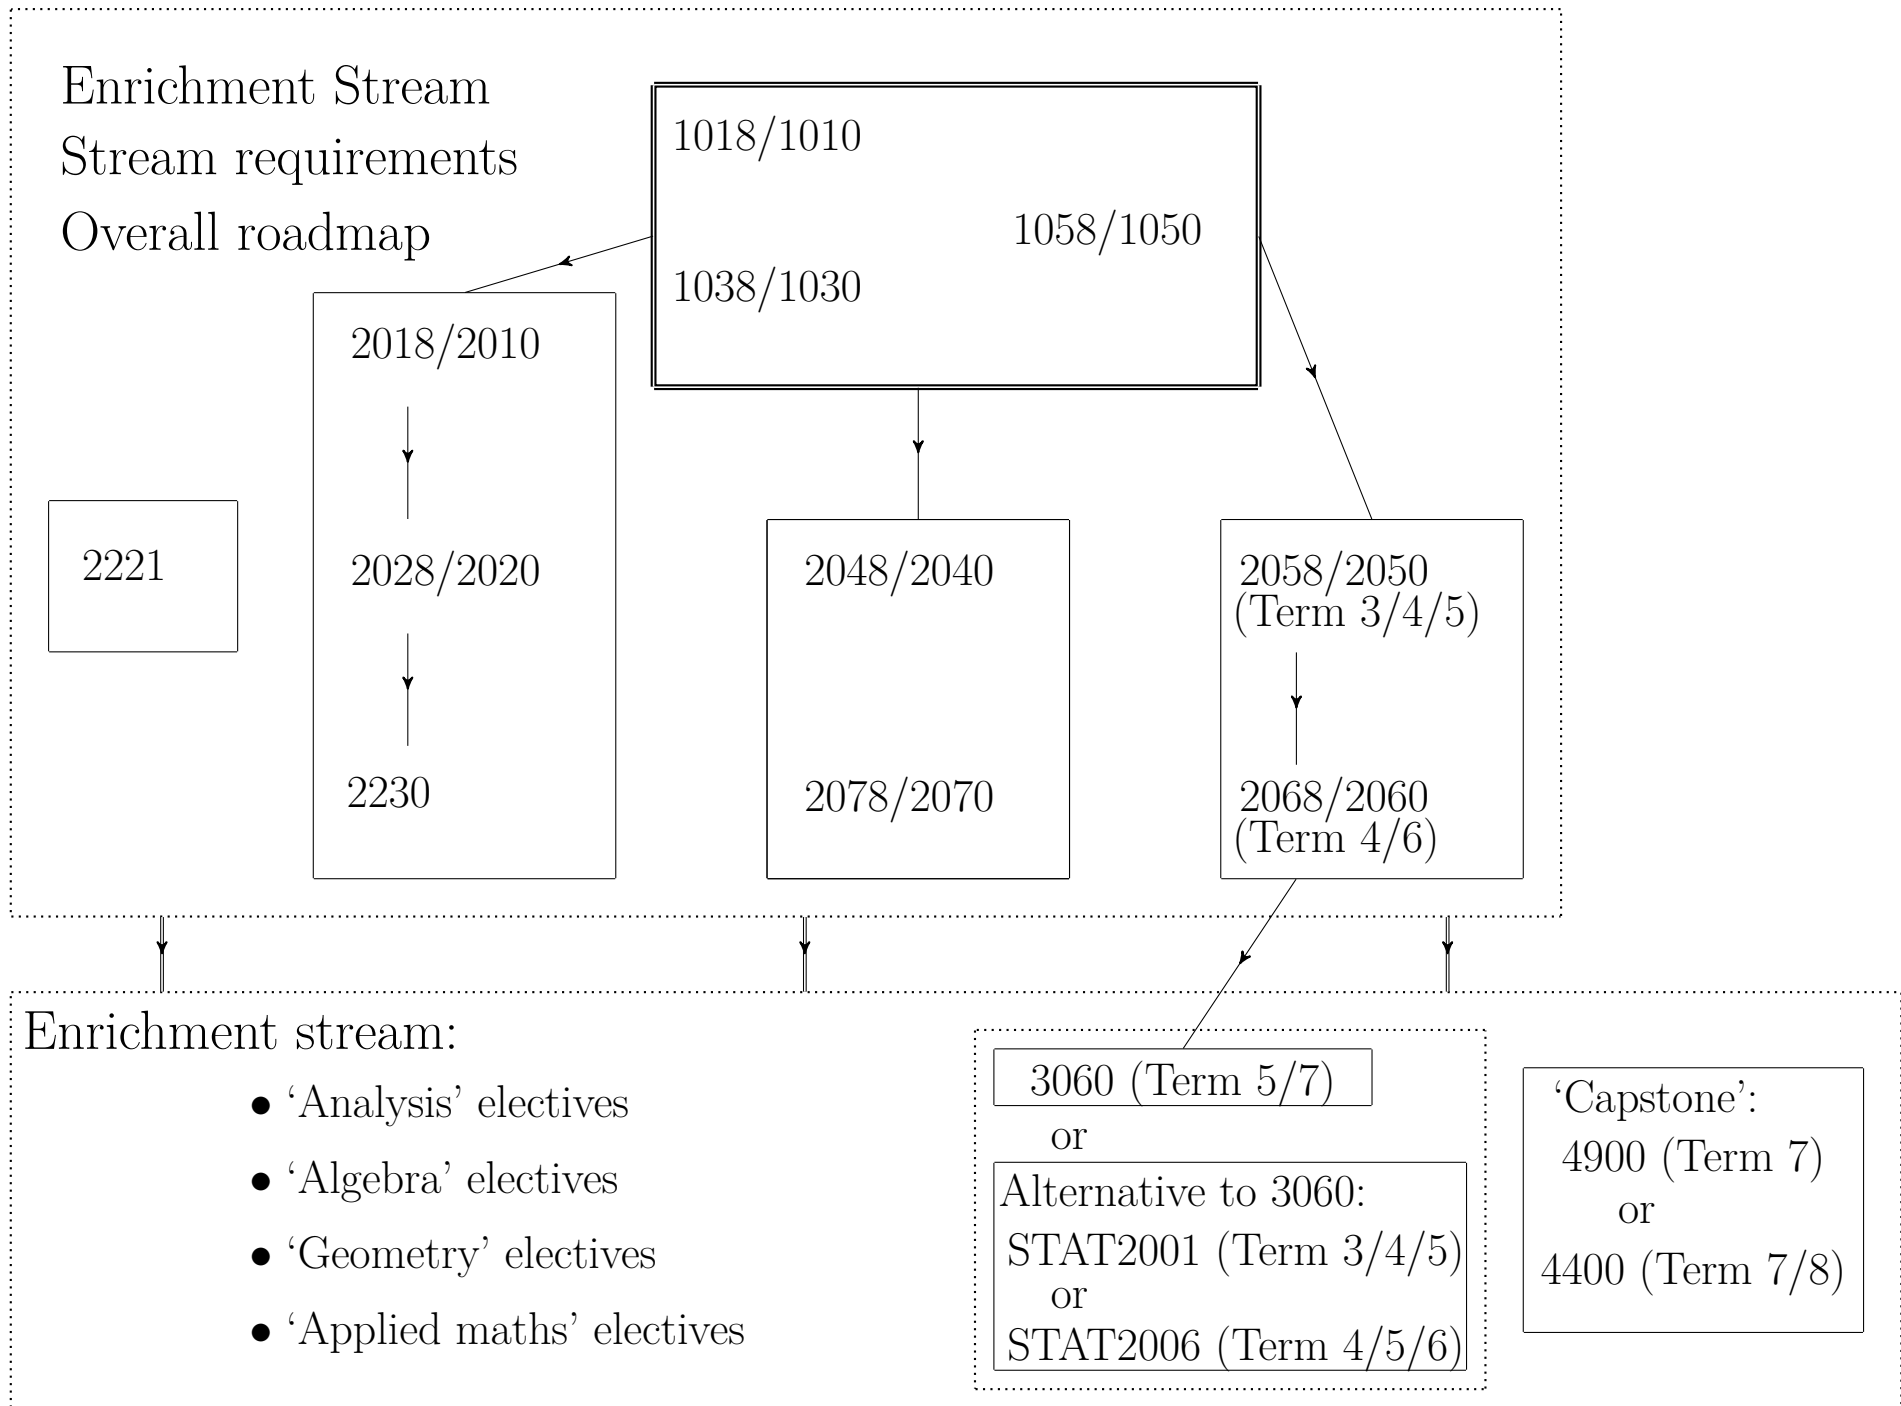 Enrichment Stream
Stream requirements
Overall roadmap
1018/1010
1058/1050
1038/1030
2018/2010
2221
2028/2020
2230
2048/2040
2078/2070
2058/2050
(Term 3/4/5)
2068/2060
(Term 4/6)
Enrichment stream:
• ‘Analysis’ electives
• ‘Algebra’ electives
• ‘Geometry’ electives
• ‘Applied maths’ electives
3060 (Term 5/7)
or
Alternative to 3060:
STAT2001 (Term 3/4/5)
or
STAT2006 (Term 4/5/6)
‘Capstone’:
4900 (Term 7)
or
4400 (Term 7/8)